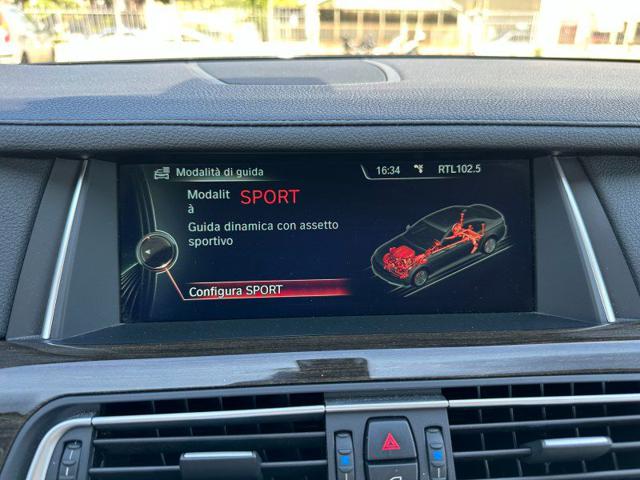 Modalità di guida 16:34 RTL102.5
Modalit SPORT
à
Guida dinamica con assetto
sportivo
Configura SPORT